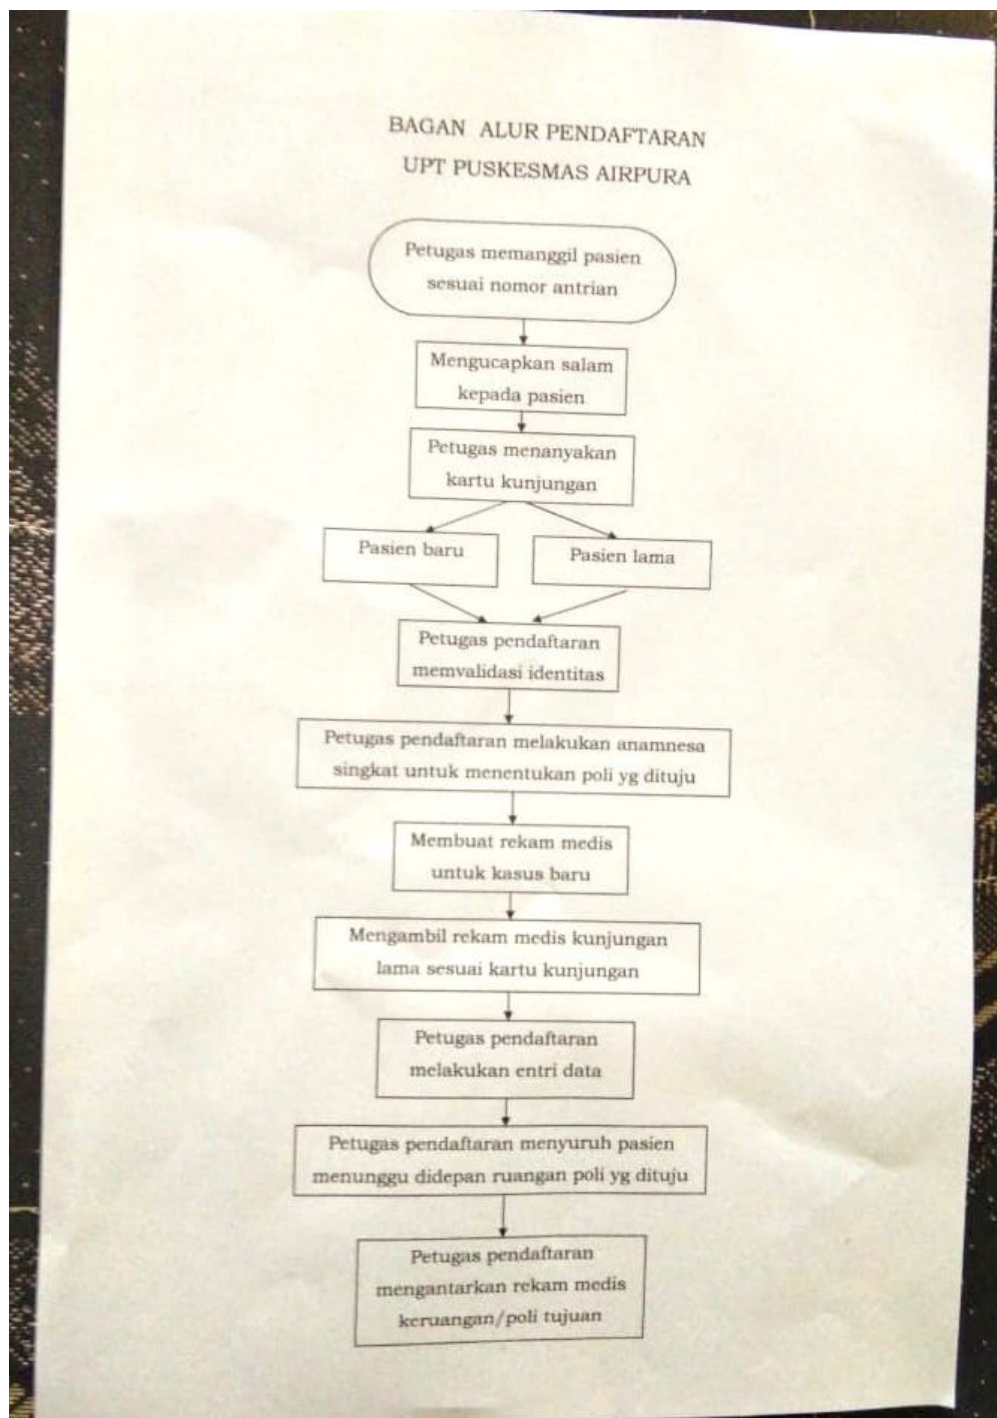 BAGAN ALUR PENDAFTARAN
UPT PUSKESMAS AIRPURA
Petugas memanggil pasien
sesuai nomor antrian
Mengucapkan salam
kepada pasien
Petugas menanyakan
kartu kunjungan
Pasien baru
Pasien lama
Petugas pendaftaran
memvalidasi identitas
Petugas pendaftaran melakukan anamnesa
singkat untuk menentukan poli yg dituju
Membuat rekam medis
untuk kasus baru
Mengambil rekam medis kunjungan
lama sesuai kartu kunjungan
Petugas pendaftaran
melakukan entri data
Petugas pendaftaran menyuruh pasien
menunggu didepan ruangan poli yg dituju
Petugas pendaftaran
mengantarkan rekam medis
keruangan/poli tujuan